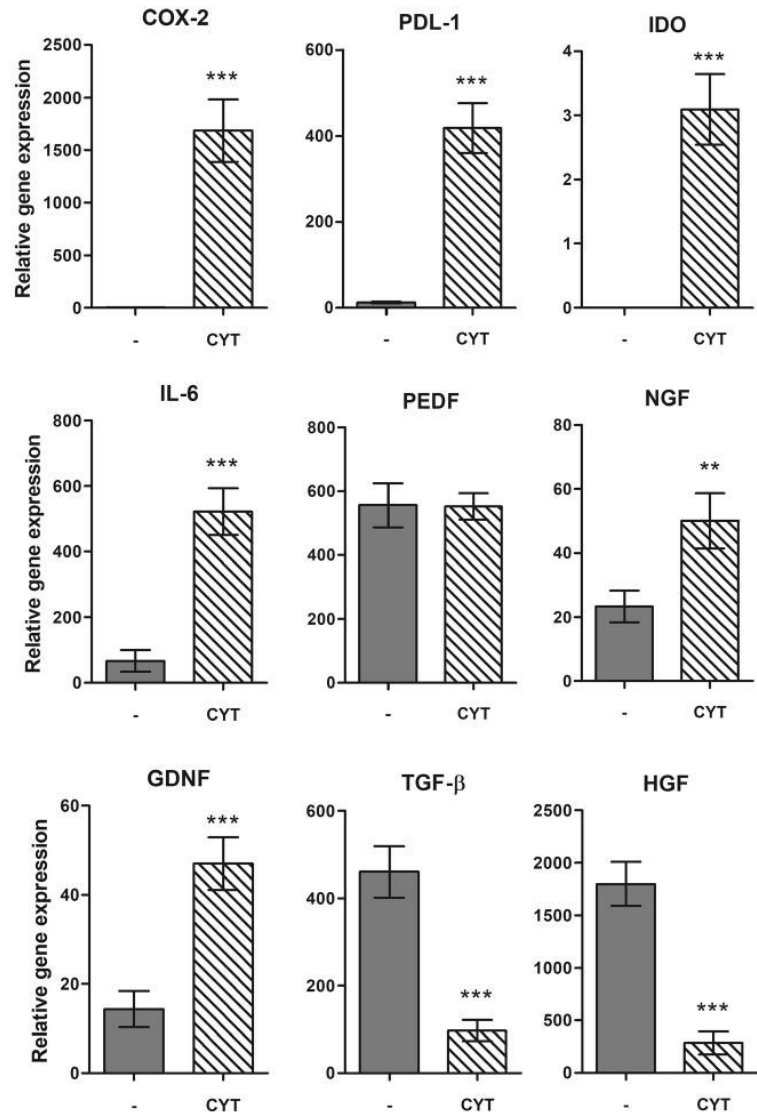 COX-2
PDL-1
IDO
Relative gene expression
2500
2000
1500
1000
500
0
***
-
CYT
600
400
200
0
***
-
CYT
4
3
2
1
0
***
-
CYT
IL-6
PEDF
NGF
Relative gene expression
800
600
400
200
0
***
-
CYT
800
600
400
200
0
-
CYT
80
60
40
20
0
**
-
CYT
GDNF
TGF-β
HGF
Relative gene expression
60
40
20
0
***
-
CYT
600
400
200
0
***
-
CYT
2500
2000
1500
1000
500
0
***
-
CYT